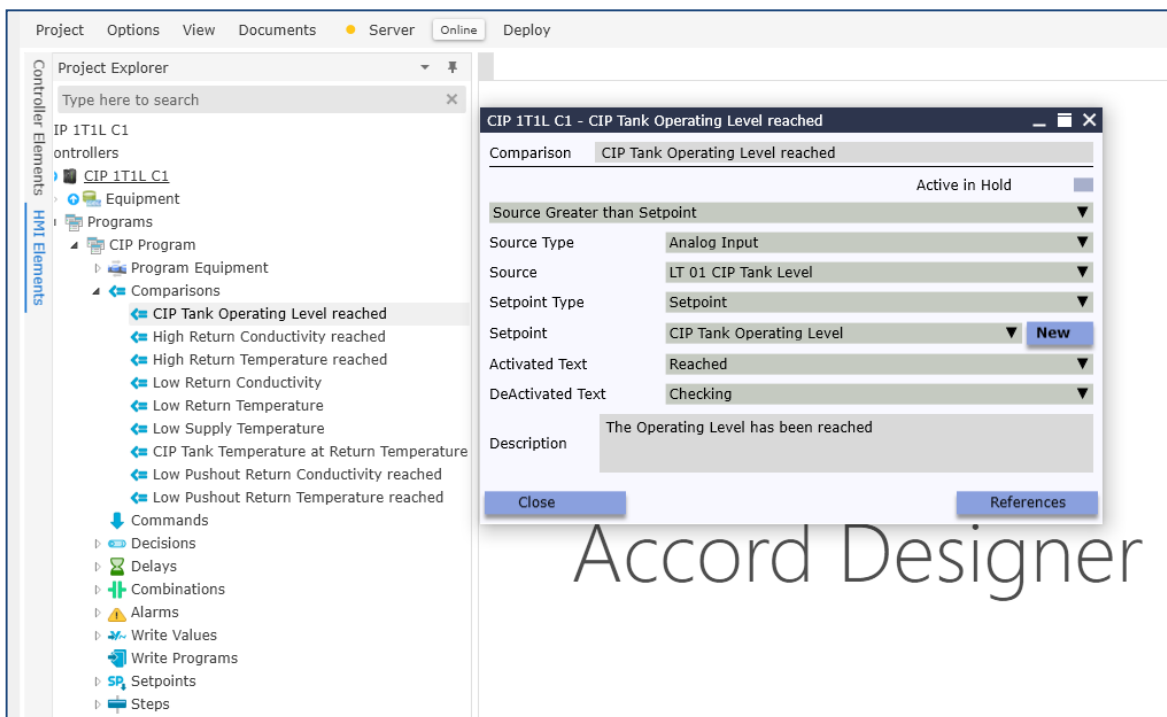 Project Options View Documents Server Online Deploy
Controller Elements
HMI Elements
Project Explorer
Type here to search
IP 1T1L C1
ontrollers
CIP 1T1L C1
Equipment
Programs
CIP Program
Program Equipment
Comparisons
CIP Tank Operating Level reached
High Return Conductivity reached
High Return Temperature reached
Low Return Conductivity
Low Return Temperature
Low Supply Temperature
CIP Tank Temperature at Return Temperature
Low Pushout Return Conductivity reached
Low Pushout Return Temperature reached
Commands
Decisions
Delays
Combinations
Alarms
Write Values
Write Programs
SP Setpoints
Steps
CIP 1T1L C1 - CIP Tank Operating Level reached
Comparison CIP Tank Operating Level reached
Active in Hold
Source Greater than Setpoint
Source Type Analog Input
Source LT 01 CIP Tank Level
Setpoint Type Setpoint
Setpoint CIP Tank Operating Level New
Activated Text Reached
DeActivated Text Checking
Description The Operating Level has been reached
Close References
Accord Designer